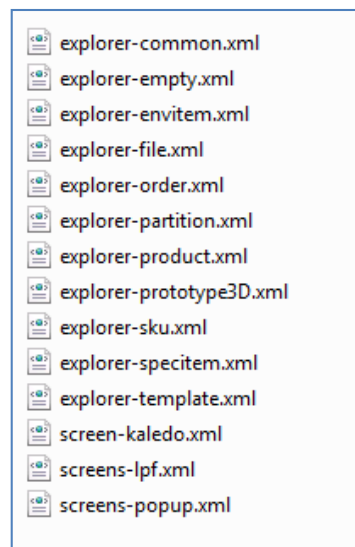 explorer-common.xml
explorer-empty.xml
explorer-envitem.xml
explorer-file.xml
explorer-order.xml
explorer-partition.xml
explorer-product.xml
explorer-prototype3D.xml
explorer-sku.xml
explorer-specitem.xml
explorer-template.xml
screen-kaledo.xml
screens-lpf.xml
screens-popup.xml